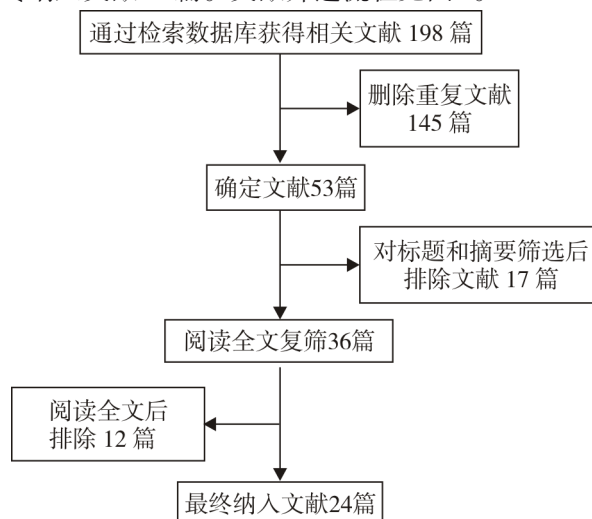 通过检索数据库获得相关文献 198 篇
删除重复文献
145 篇
确定文献53篇
对标题和摘要筛选后
排除文献 17 篇
阅读全文复筛36篇
阅读全文后
排除 12 篇
最终纳入文献24篇